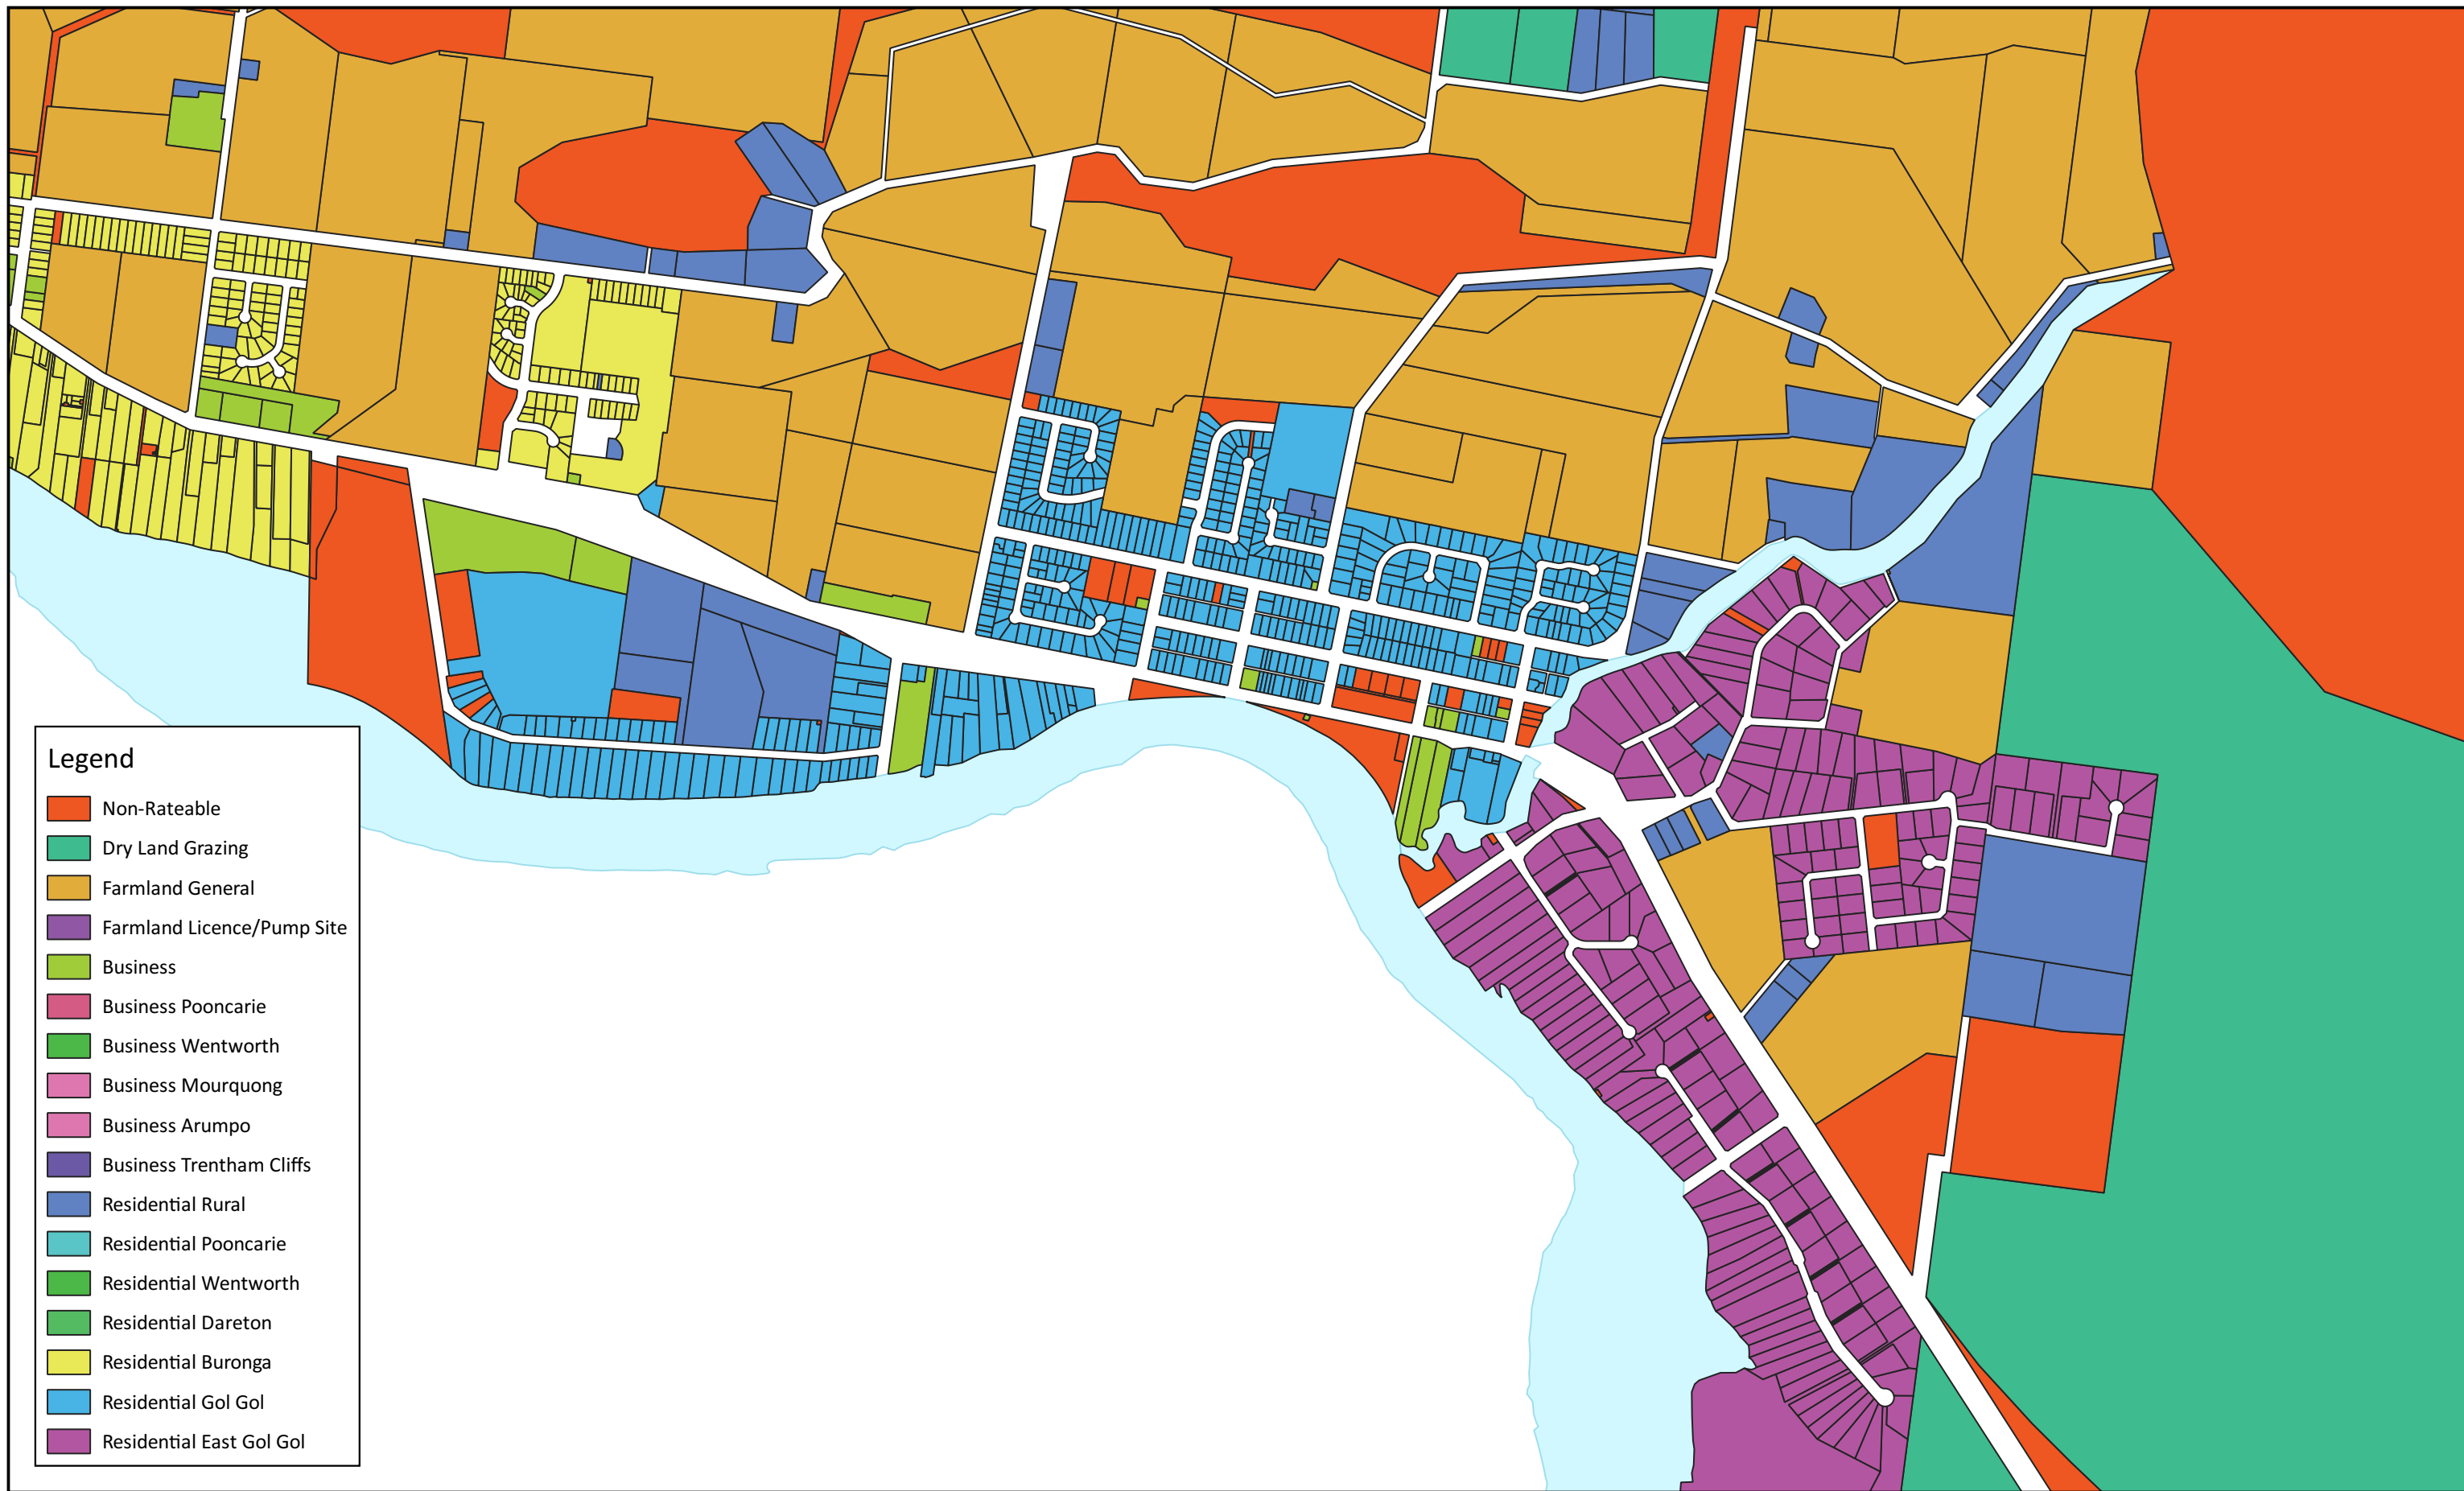 Legend
Non-Rateable
Dry Land Grazing
Farmland General
Farmland Licence/Pump Site
Business
Business Pooncarie
Business Wentworth
Business Mourquong
Business Arumpo
Business Trentham Cliffs
Residential Rural
Residential Pooncarie
Residential Wentworth
Residential Dareton
Residential Buronga
Residential Gol Gol
Residential East Gol Gol